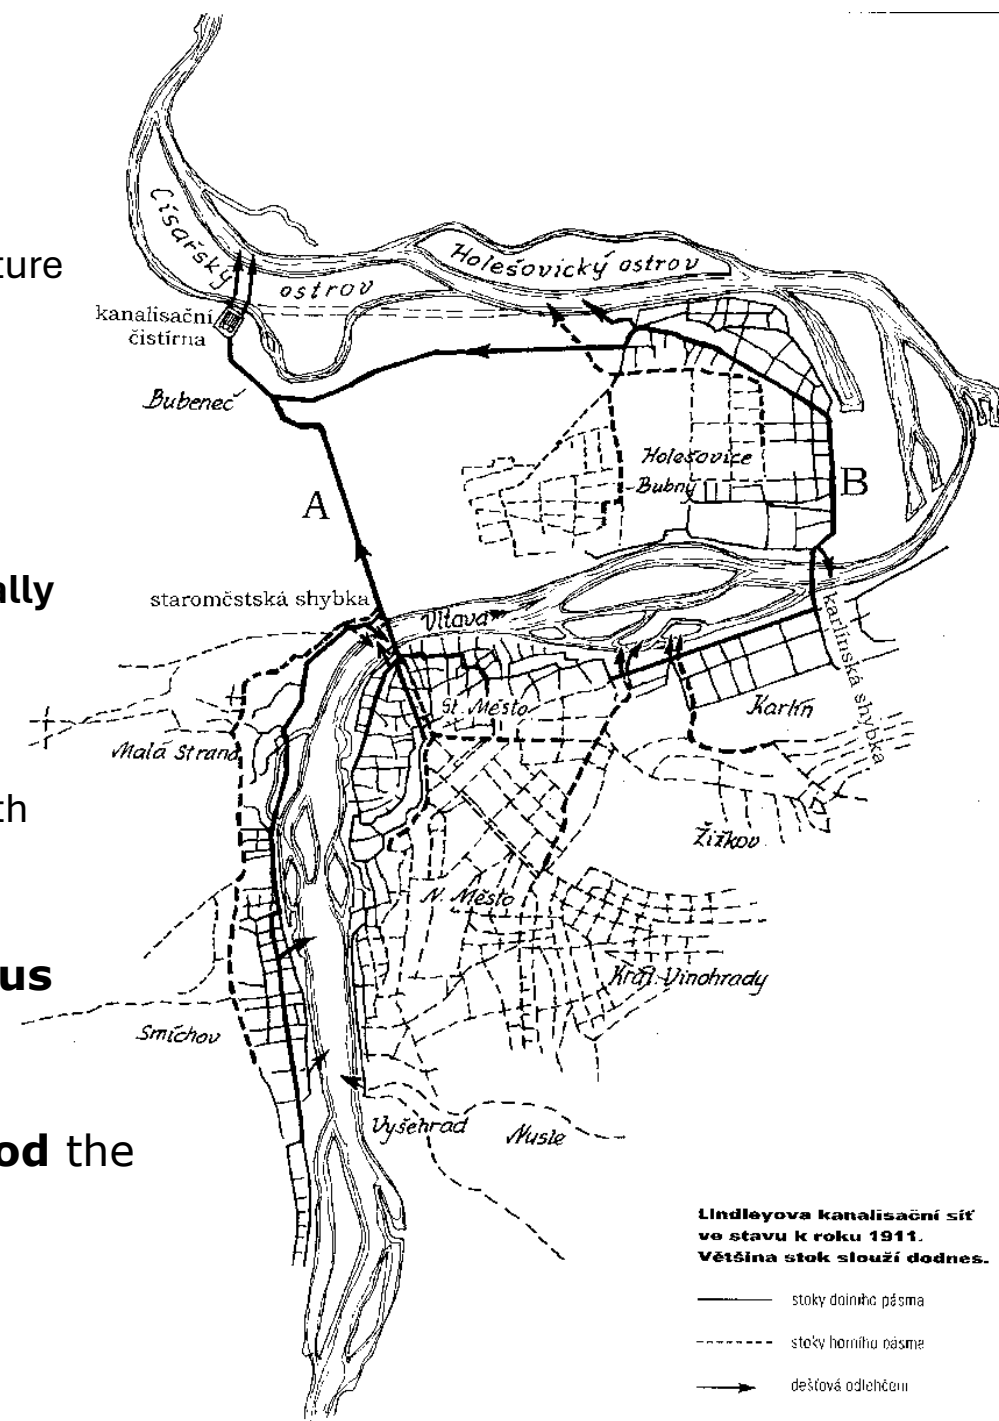 ture
ally
th
us
od the
Císařský
ostrov
Holešovický ostrov
kanalisační
čistírna
Bubeneč
Holešovice
Bubny
A
B
staroměstská shybka
Vltava
karlínská shybka
St. Město
Karlín
Malá Strana
Žižkov
N. Město
Král. Vinohrady
Smíchov
Vyšehrad
Nusle
Lindleyova kanalisační síť
ve stavu k roku 1911.
Většina stok slouží dodnes.
stoky dolního pásma
stoky horního pásma
dešťová odlehčení